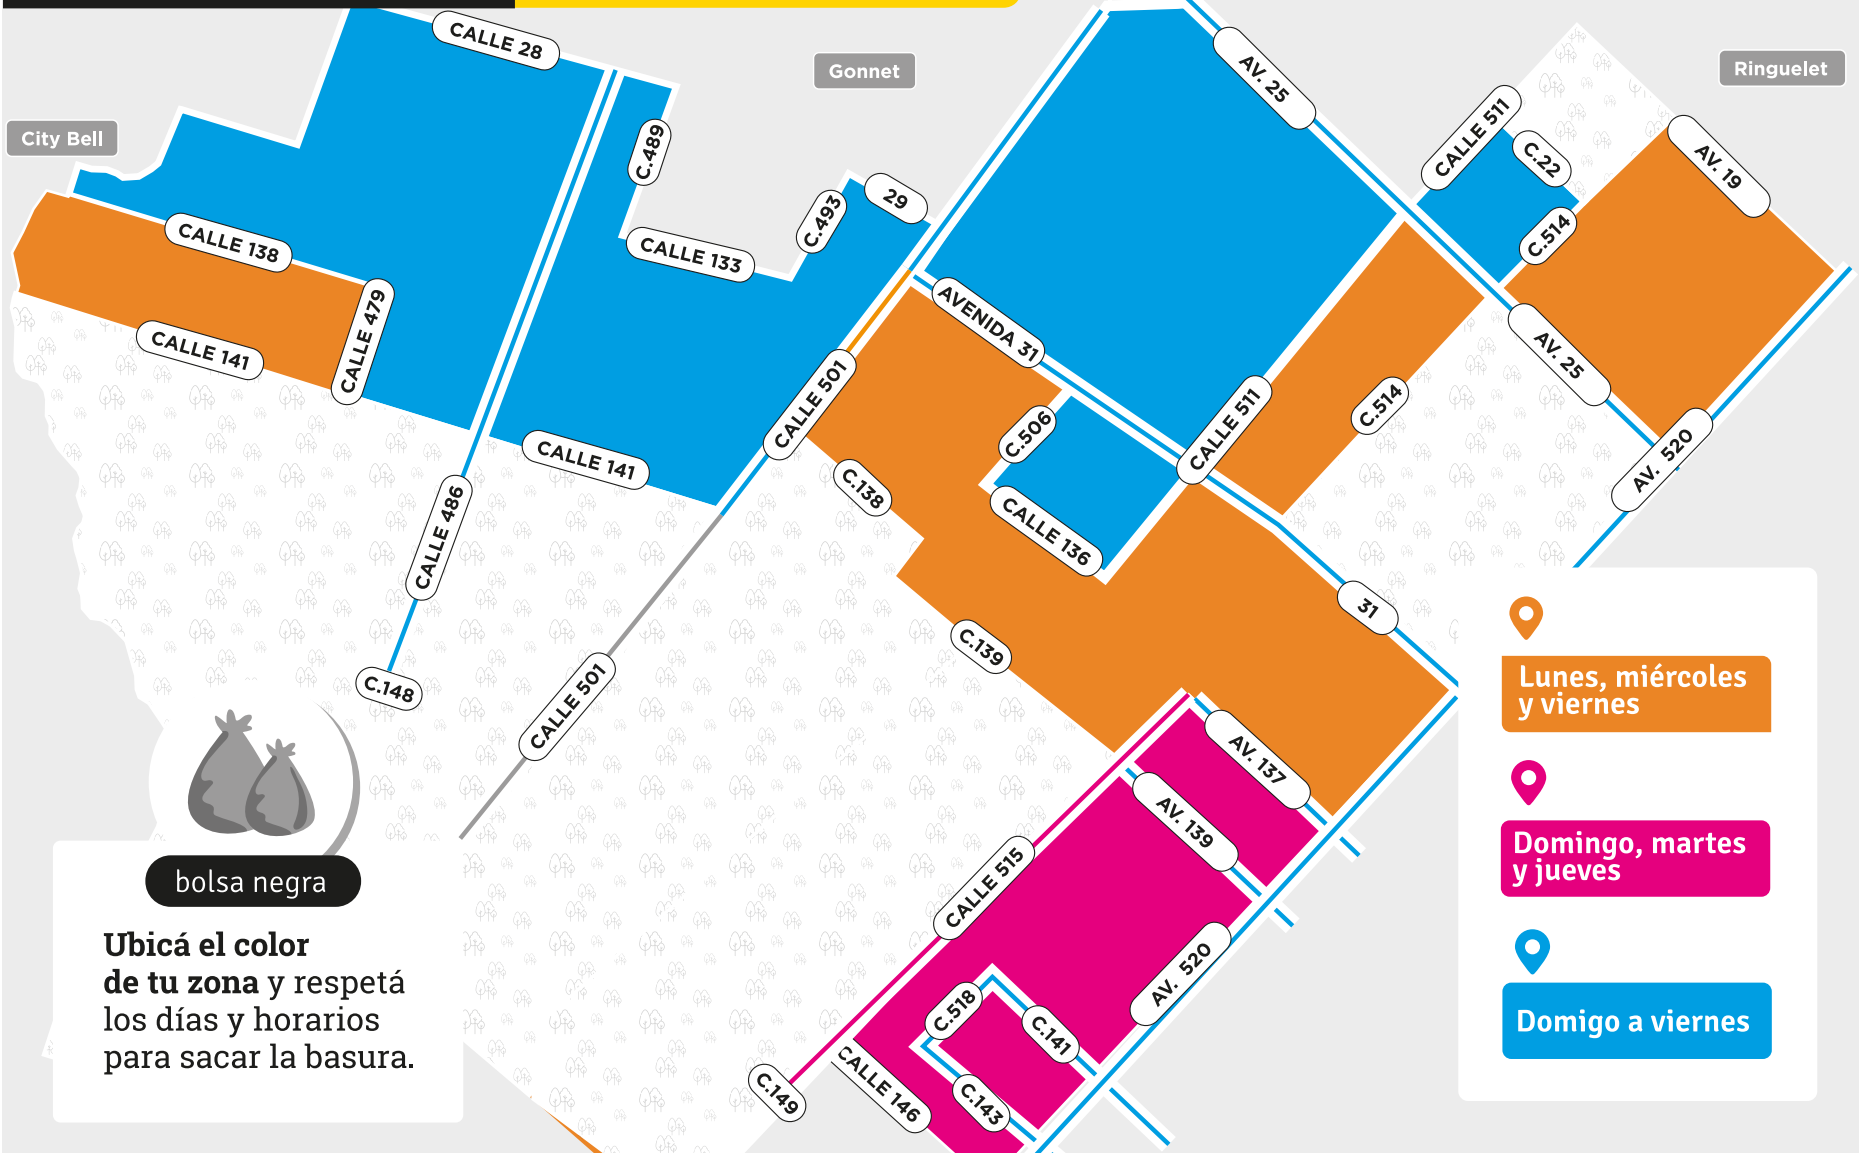 CALLE 28
Gonnet
Ringuelet
City Bell
AV. 25
CALLE 511
C.22
AV. 19
C.489
C.493
29
C.514
CALLE 138
CALLE 133
CALLE 479
CALLE 141
AVENIDA 31
AV. 25
CALLE 501
C.506
CALLE 511
C.514
AV. 520
CALLE 141
C.138
CALLE 486
CALLE 136
31
C.139
C.148
CALLE 501
AV. 137
AV. 139
CALLE 515
AV. 520
C.518
C.141
CALLE 146
C.143
C.149
bolsa negra
Ubicá el color
de tu zona y respetá
los días y horarios
para sacar la basura.
Lunes, miércoles
y viernes
Domingo, martes
y jueves
Domigo a viernes